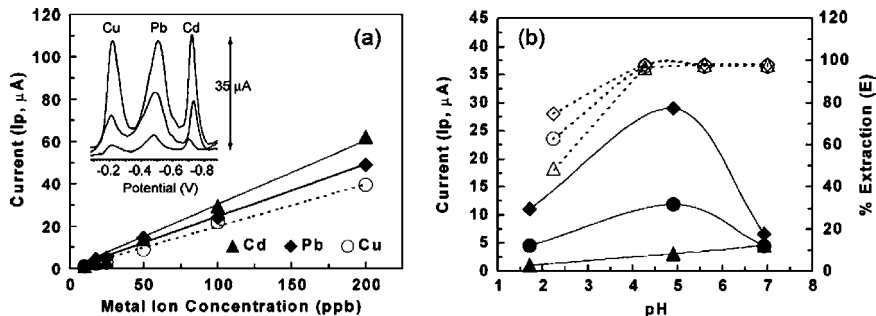 (a)
Current (Ip, μA)
120
100
80
60
40
20
0
0
50
100
150
200
Metal Ion Concentration (ppb)
Cu Pb Cd
35 μA
-0.2 -0.4 -0.6 -0.8
Potential (V)
Cd Pb Cu
(b)
Current (Ip, μA)
45
40
35
30
25
20
15
10
5
0
1 2 3 4 5 6 7 8
pH
120
100
80
60
40
20
0
% Extraction (E)